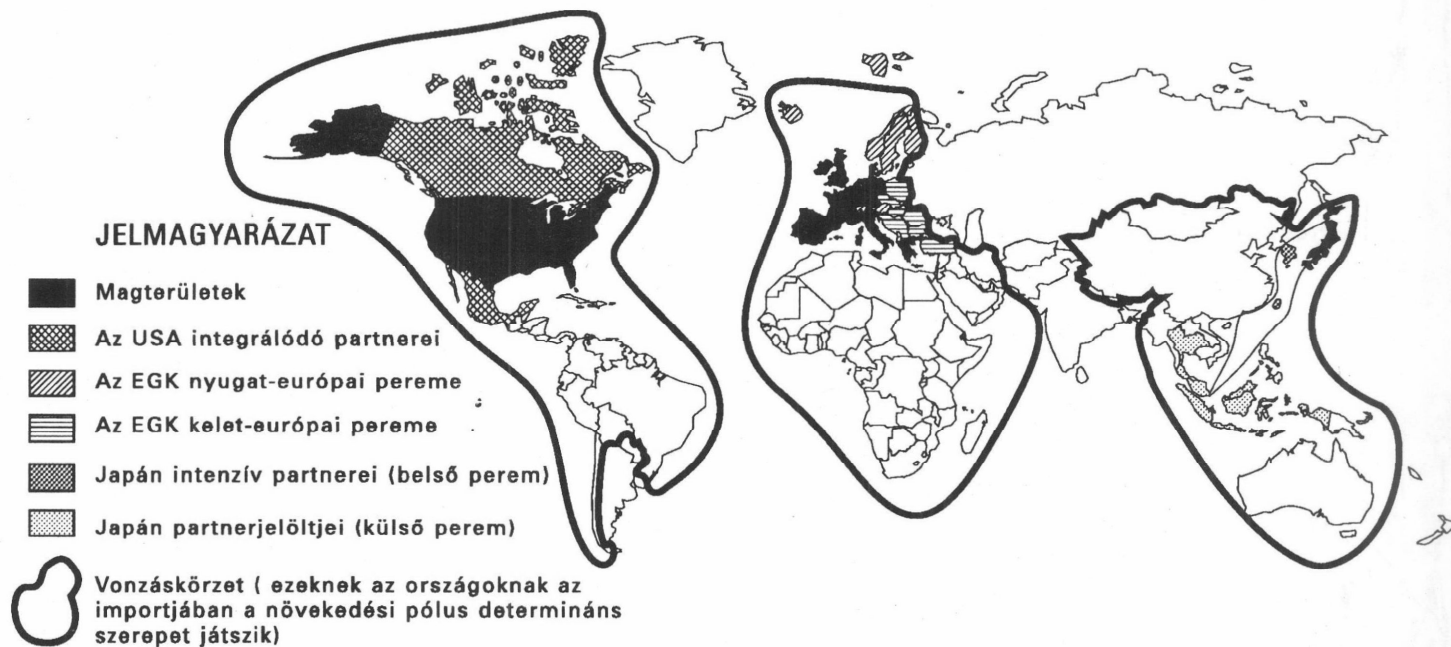 JELMAGYARÁZAT
Magterületek
Az USA integrálódó partnerei
Az EGK nyugat-európai pereme
Az EGK kelet-európai pereme
Japán intenzív partnerei (belső perem)
Japán partnerjelöltjei (külső perem)
Vonzáskörzet ( ezeknek az országoknak az
importjában a növekedési pólus determináns
szerepet játszik)